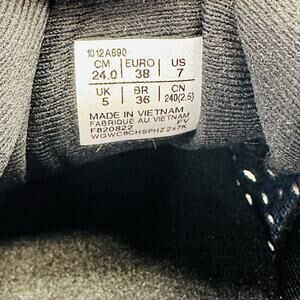 1012A690
CM EURO US
24.0 38 7
UK BR CN
5 36 240(2.5)
MADE IN VIETNAM
FABRIQUE AU VIETNAM
F820822 FV